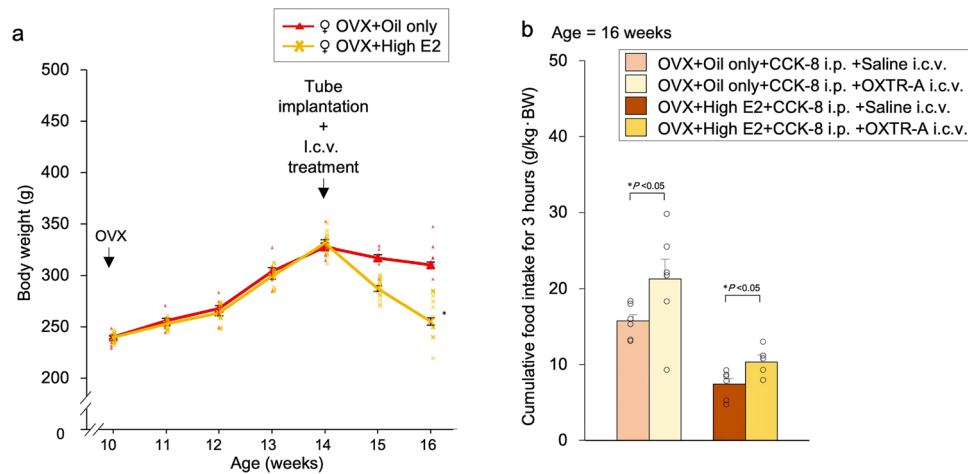 a
♀ OVX+Oil only
♀ OVX+High E2
Tube
implantation
+
I.c.v.
treatment
OVX
Body weight (g)
500
450
400
350
300
250
200
0
*
10 11 12 13 14 15 16
Age (weeks)
b
Age = 16 weeks
OVX+Oil only+CCK-8 i.p. +Saline i.c.v.
OVX+Oil only+CCK-8 i.p. +OXTR-A i.c.v.
OVX+High E2+CCK-8 i.p. +Saline i.c.v.
OVX+High E2+CCK-8 i.p. +OXTR-A i.c.v.
Cumulative food intake for 3 hours (g/kg·BW)
50
40
30
20
10
0
*P <0.05
*P <0.05